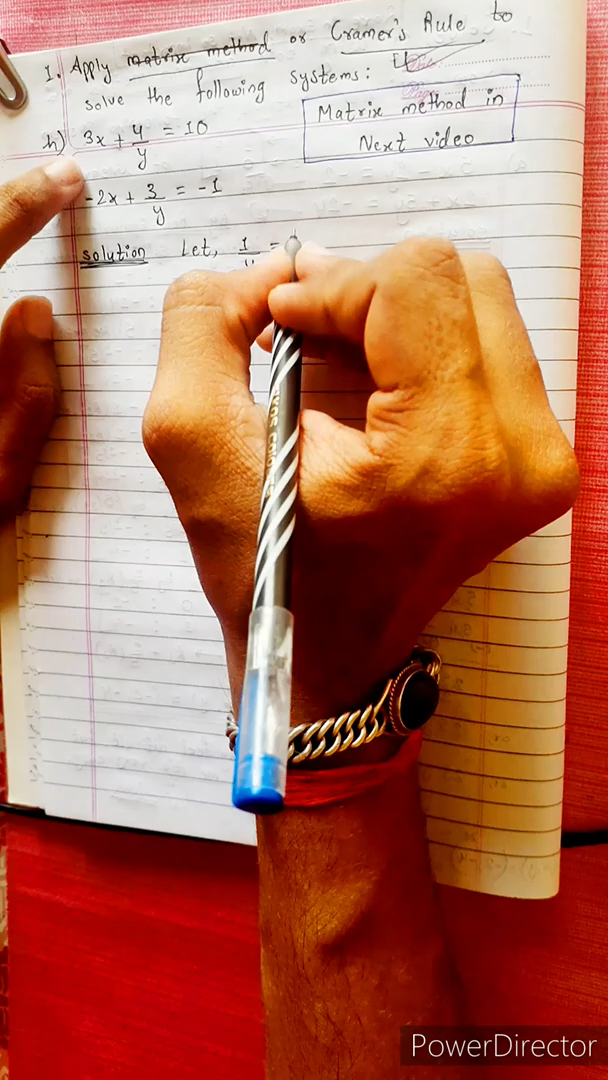 1. Apply matrix method or Cramer's Rule to
solve the following systems:
Matrix method in
Next video
h) 3x + 4/y = 10
-2x + 3/y = -1
solution Let, 1/y =
PowerDirector